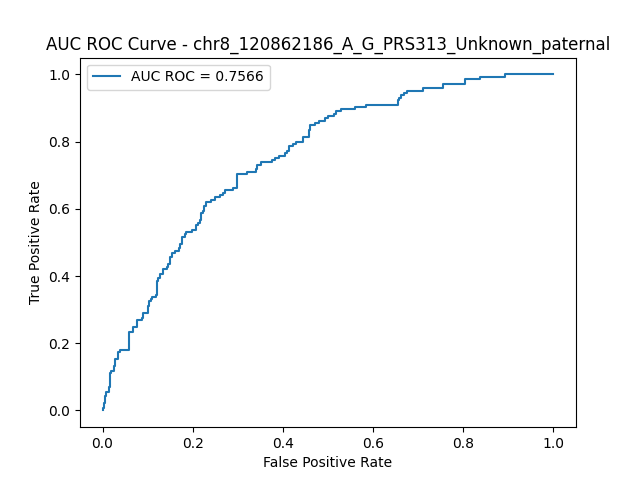 AUC ROC Curve - chr8_120862186_A_G_PRS313_Unknown_paternal
AUC ROC = 0.7566
1.0
0.8
0.6
0.4
0.2
0.0
True Positive Rate
0.0 0.2 0.4 0.6 0.8 1.0
False Positive Rate